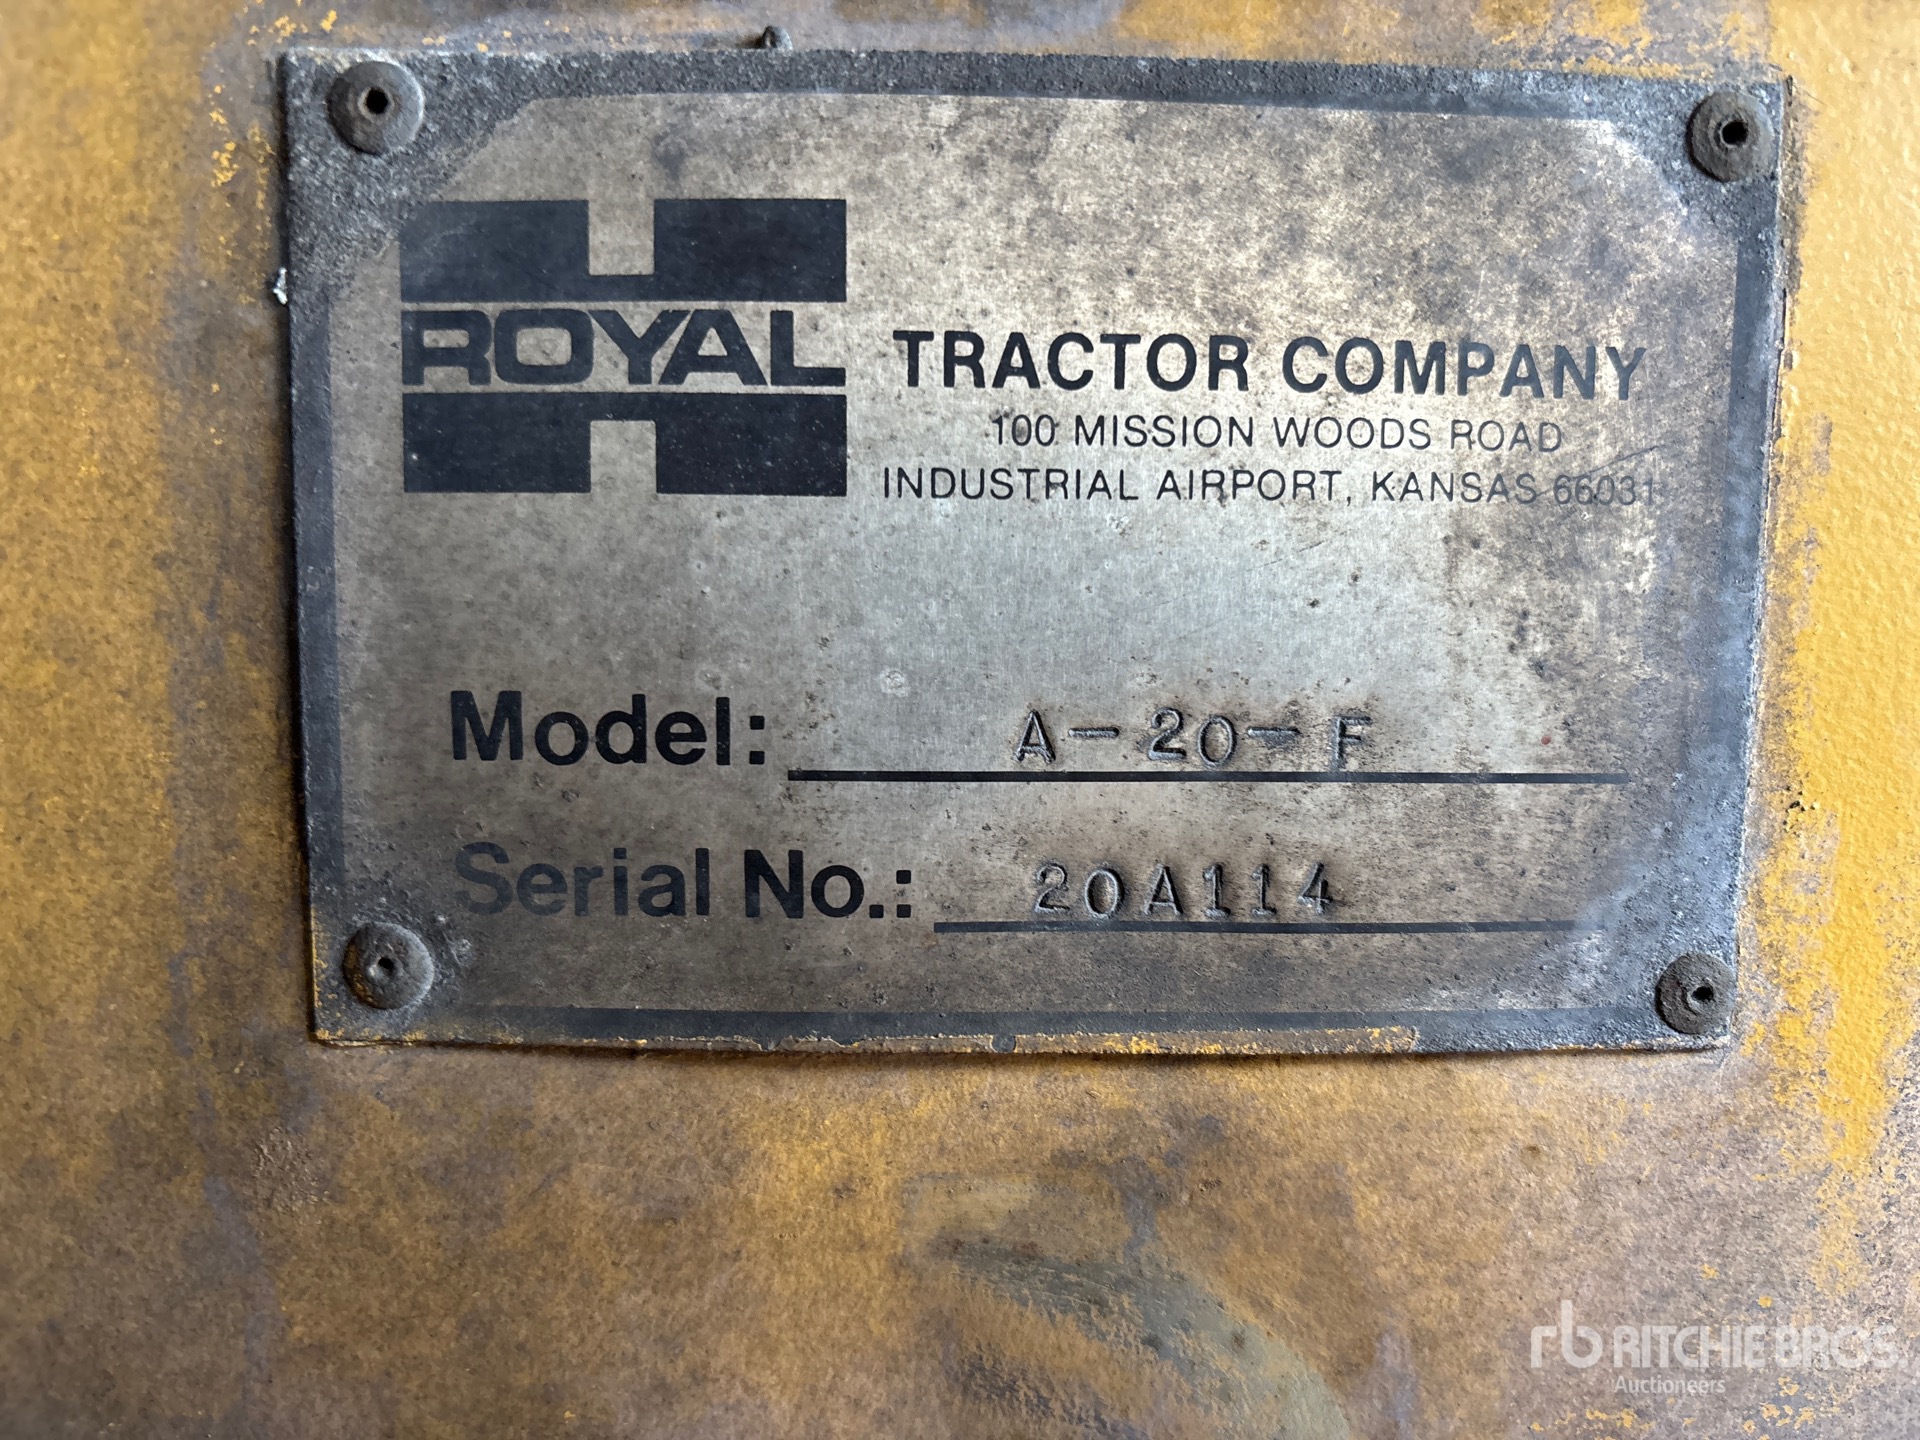 ROYAL
TRACTOR COMPANY
100 MISSION WOODS ROAD
INDUSTRIAL AIRPORT, KANSAS 66031
Model: A-20-F
Serial No.: 20A114
rb RITCHIE BROS.
Auctioneers